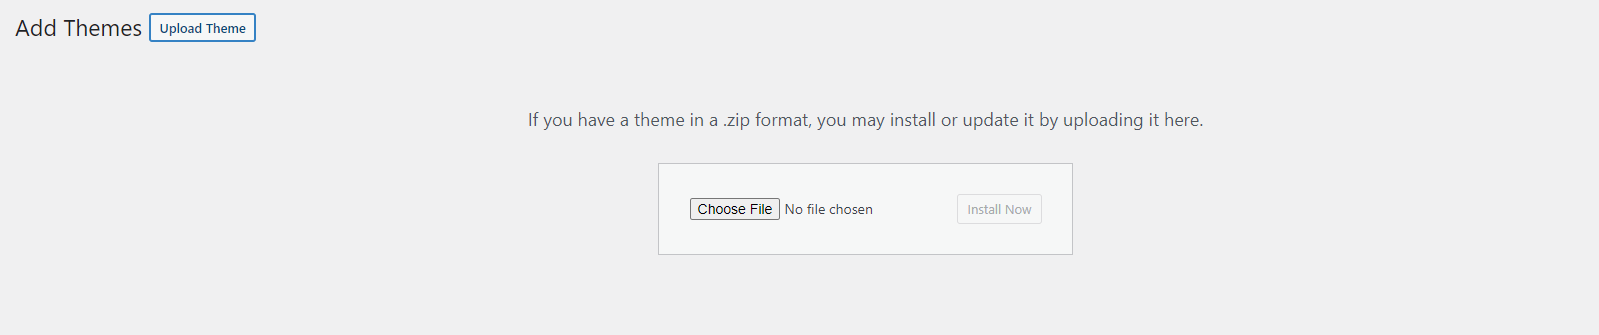 Add Themes Upload Theme
If you have a theme in a .zip format, you may install or update it by uploading it here.
Choose File No file chosen Install Now